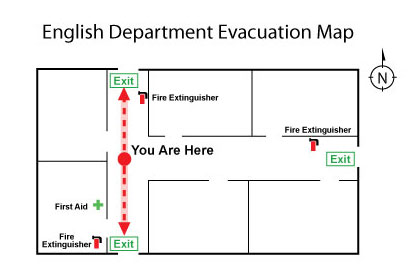 English Department Evacuation Map
N
Exit
Fire Extinguisher
Fire Extinguisher
You Are Here
Exit
First Aid
Fire
Extinguisher
Exit